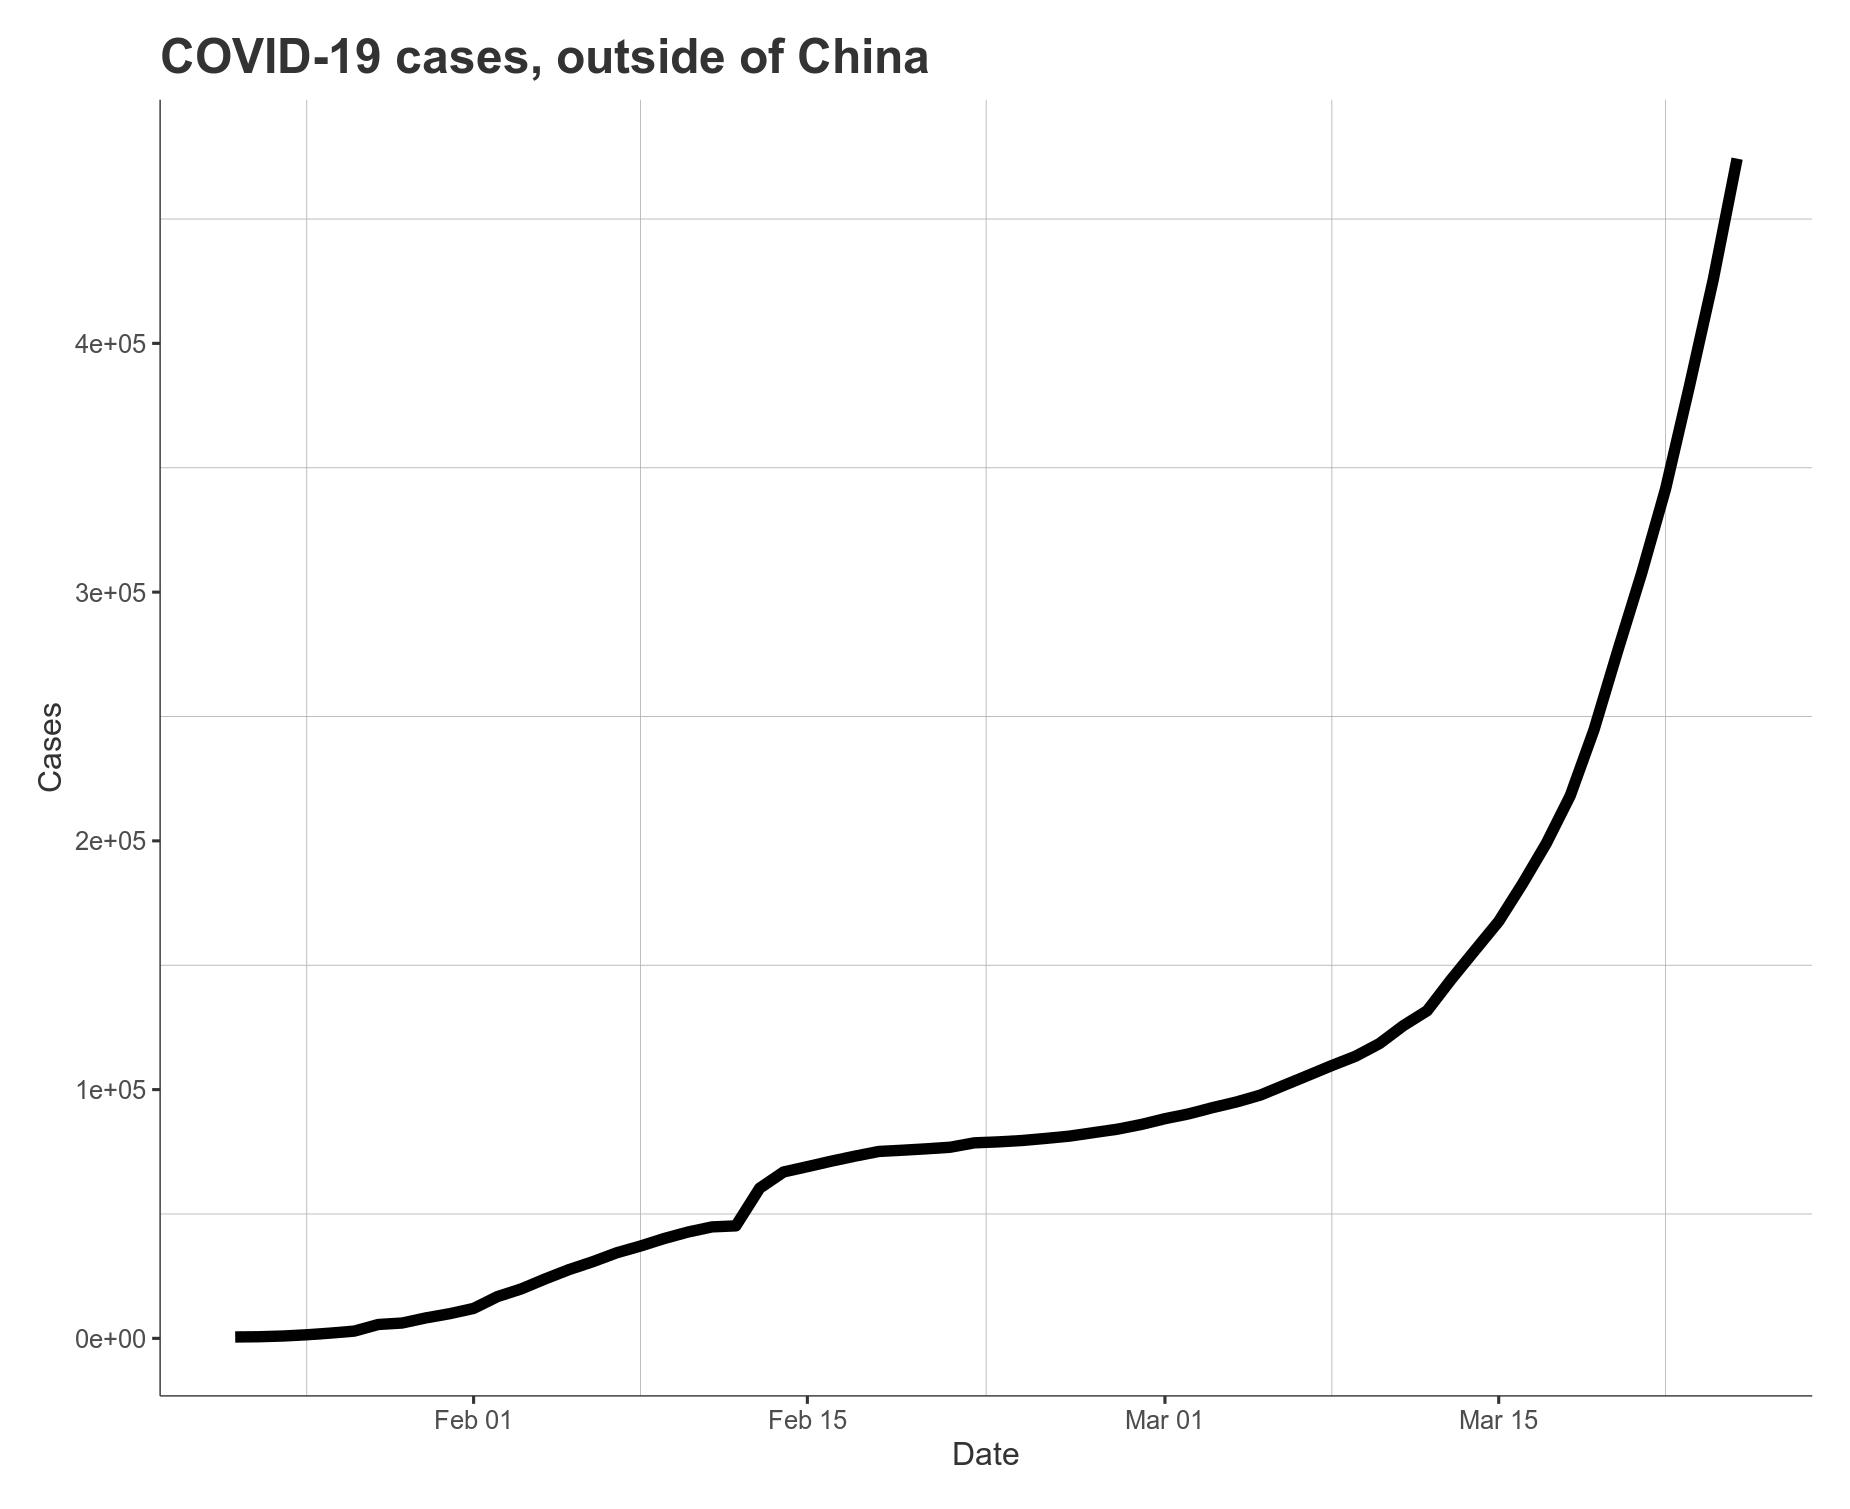 COVID-19 cases, outside of China
Cases
4e+05
3e+05
2e+05
1e+05
0e+00
Feb 01
Feb 15
Mar 01
Mar 15
Date